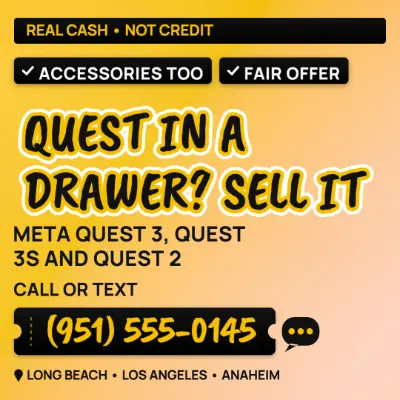 REAL CASH • NOT CREDIT
✓ ACCESSORIES TOO ✓ FAIR OFFER
QUEST IN A
DRAWER? SELL IT
META QUEST 3, QUEST
3S AND QUEST 2
CALL OR TEXT
(951) 555-0145
LONG BEACH • LOS ANGELES • ANAHEIM